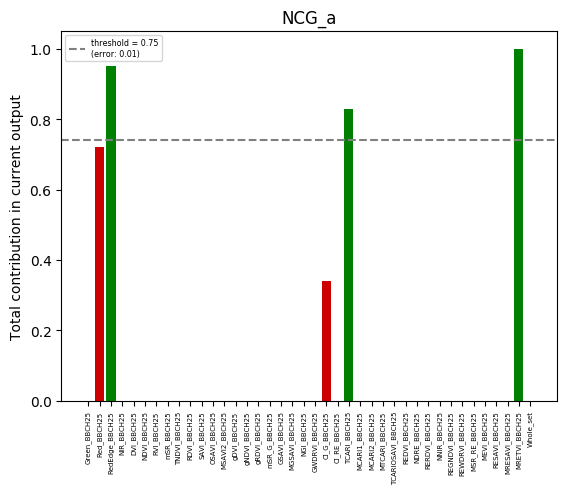 NCG_a
threshold = 0.75
(error: 0.01)
Total contribution in current output
1.0
0.8
0.6
0.4
0.2
0.0
Green_BBCH25
Red_BBCH25
RedEdge_BBCH25
NIR_BBCH25
DVI_BBCH25
NDVI_BBCH25
RVI_BBCH25
mSR_BBCH25
TNDVI_BBCH25
RDVI_BBCH25
SAVI_BBCH25
OSAVI_BBCH25
MSAVI2_BBCH25
gDVI_BBCH25
gNDVI_BBCH25
gRDVI_BBCH25
mSR_G_BBCH25
GSAVI_BBCH25
MGSAVI_BBCH25
NGI_BBCH25
GWDRVI_BBCH25
CI_G_BBCH25
CI_RE_BBCH25
TCARI_BBCH25
MCARI1_BBCH25
MCARI2_BBCH25
MTCARI_BBCH25
TCARIOSAVI_BBCH25
REDVI_BBCH25
NDRE_BBCH25
RERDVI_BBCH25
NNIR_BBCH25
REGNDVI_BBCH25
REWDRVI_BBCH25
MSR_RE_BBCH25
MEVI_BBCH25
RESAVI_BBCH25
MRESAVI_BBCH25
MRETVI_BBCH25
Whole_set